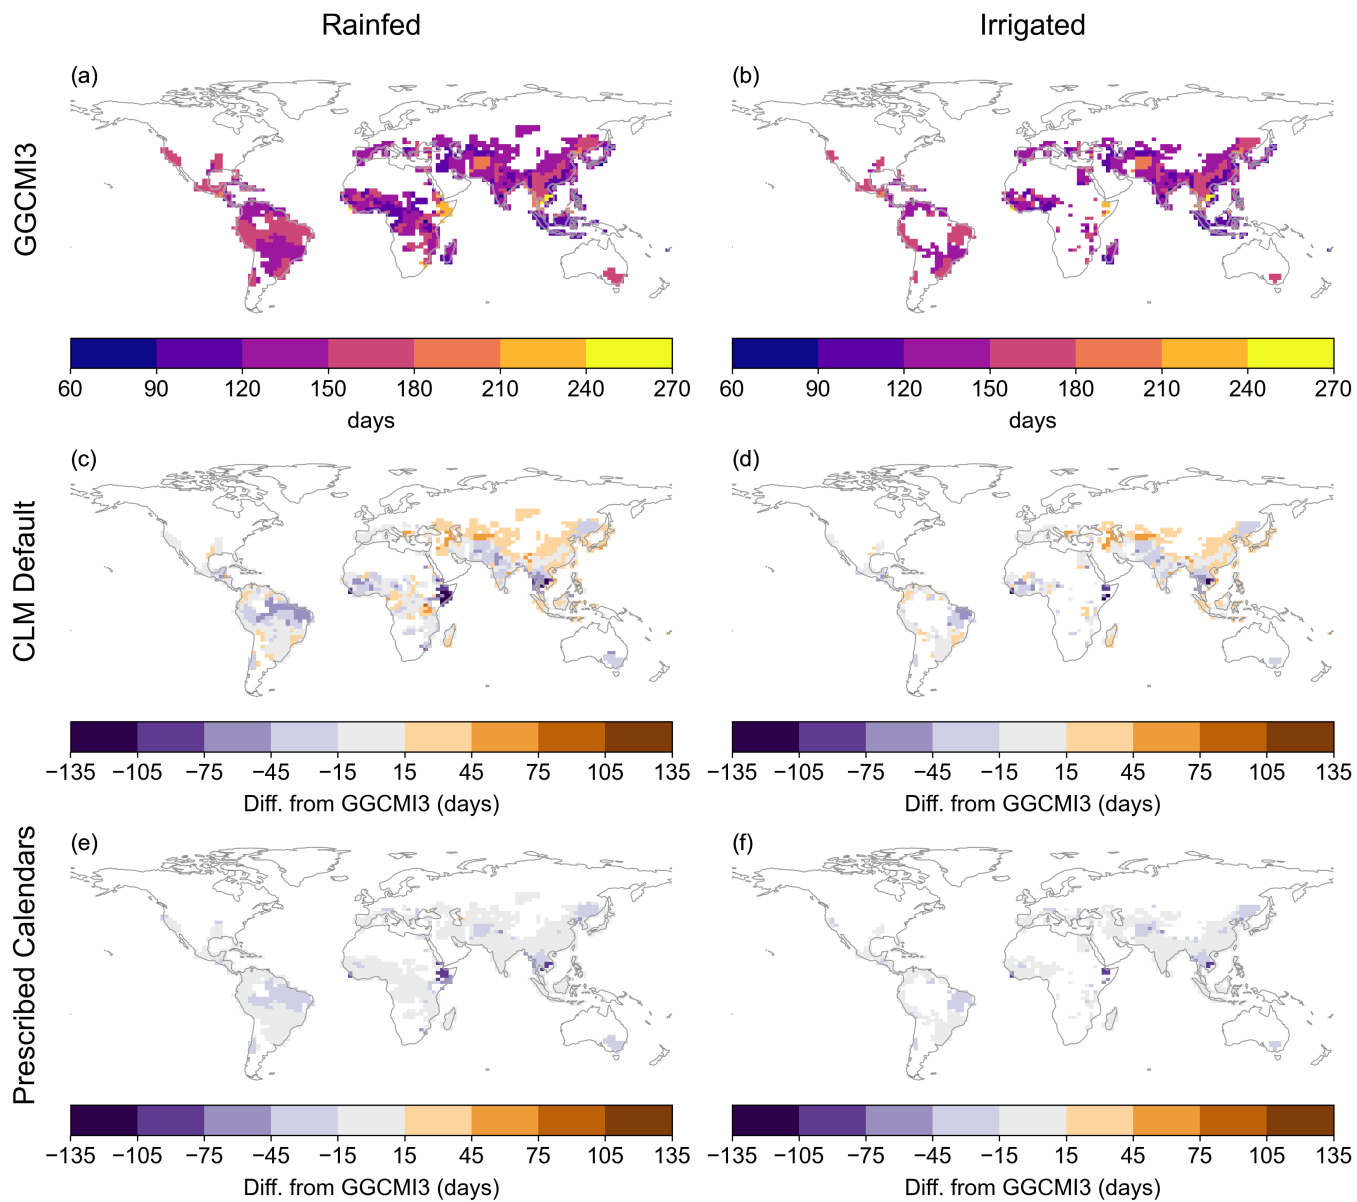 Rainfed Irrigated
(a) (b)
GGCMI3
60 90 120 150 180 210 240 270 60 90 120 150 180 210 240 270
days days
(c) (d)
CLM Default
−135 −105 −75 −45 −15 15 45 75 105 135 −135 −105 −75 −45 −15 15 45 75 105 135
Diff. from GGCMI3 (days) Diff. from GGCMI3 (days)
(e) (f)
Prescribed Calendars
−135 −105 −75 −45 −15 15 45 75 105 135 −135 −105 −75 −45 −15 15 45 75 105 135
Diff. from GGCMI3 (days) Diff. from GGCMI3 (days)